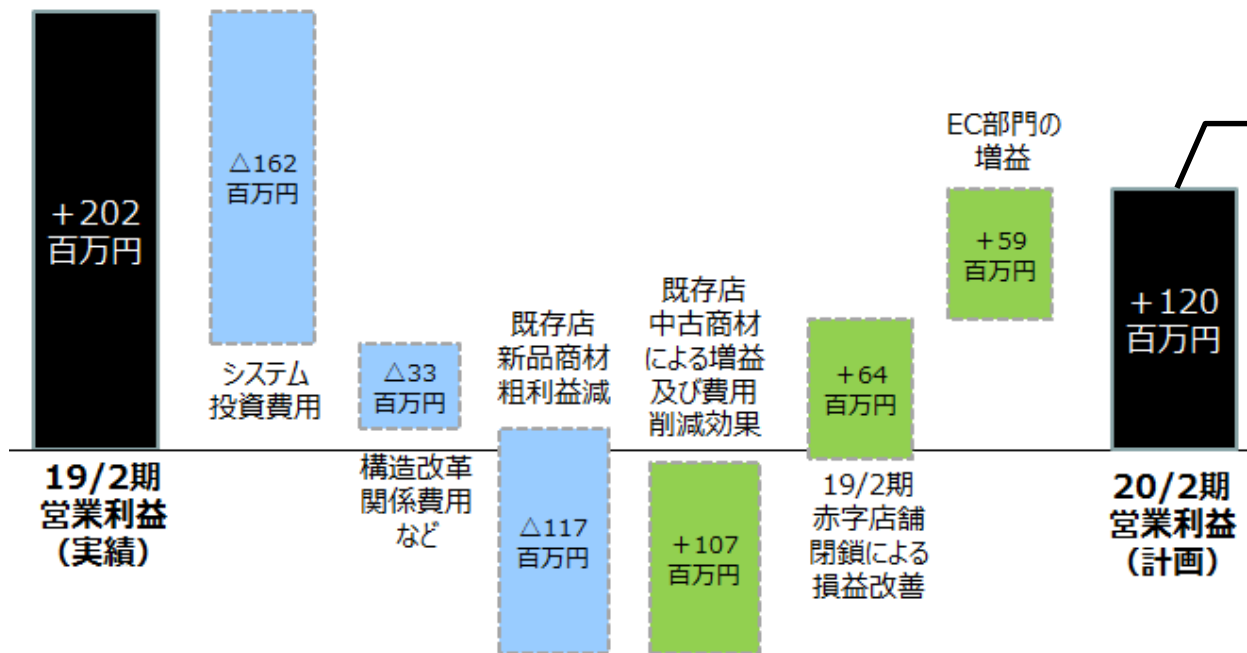 +202
百万円
19/2期
営業利益
（実績）
△162
百万円
システム
投資費用
△33
百万円
構造改革
関係費用
など
既存店
新品商材
粗利益減
△117
百万円
既存店
中古商材
による増益
及び費用
削減効果
+107
百万円
+64
百万円
19/2期
赤字店舗
閉鎖による
損益改善
EC部門の
増益
+59
百万円
+120
百万円
20/2期
営業利益
（計画）